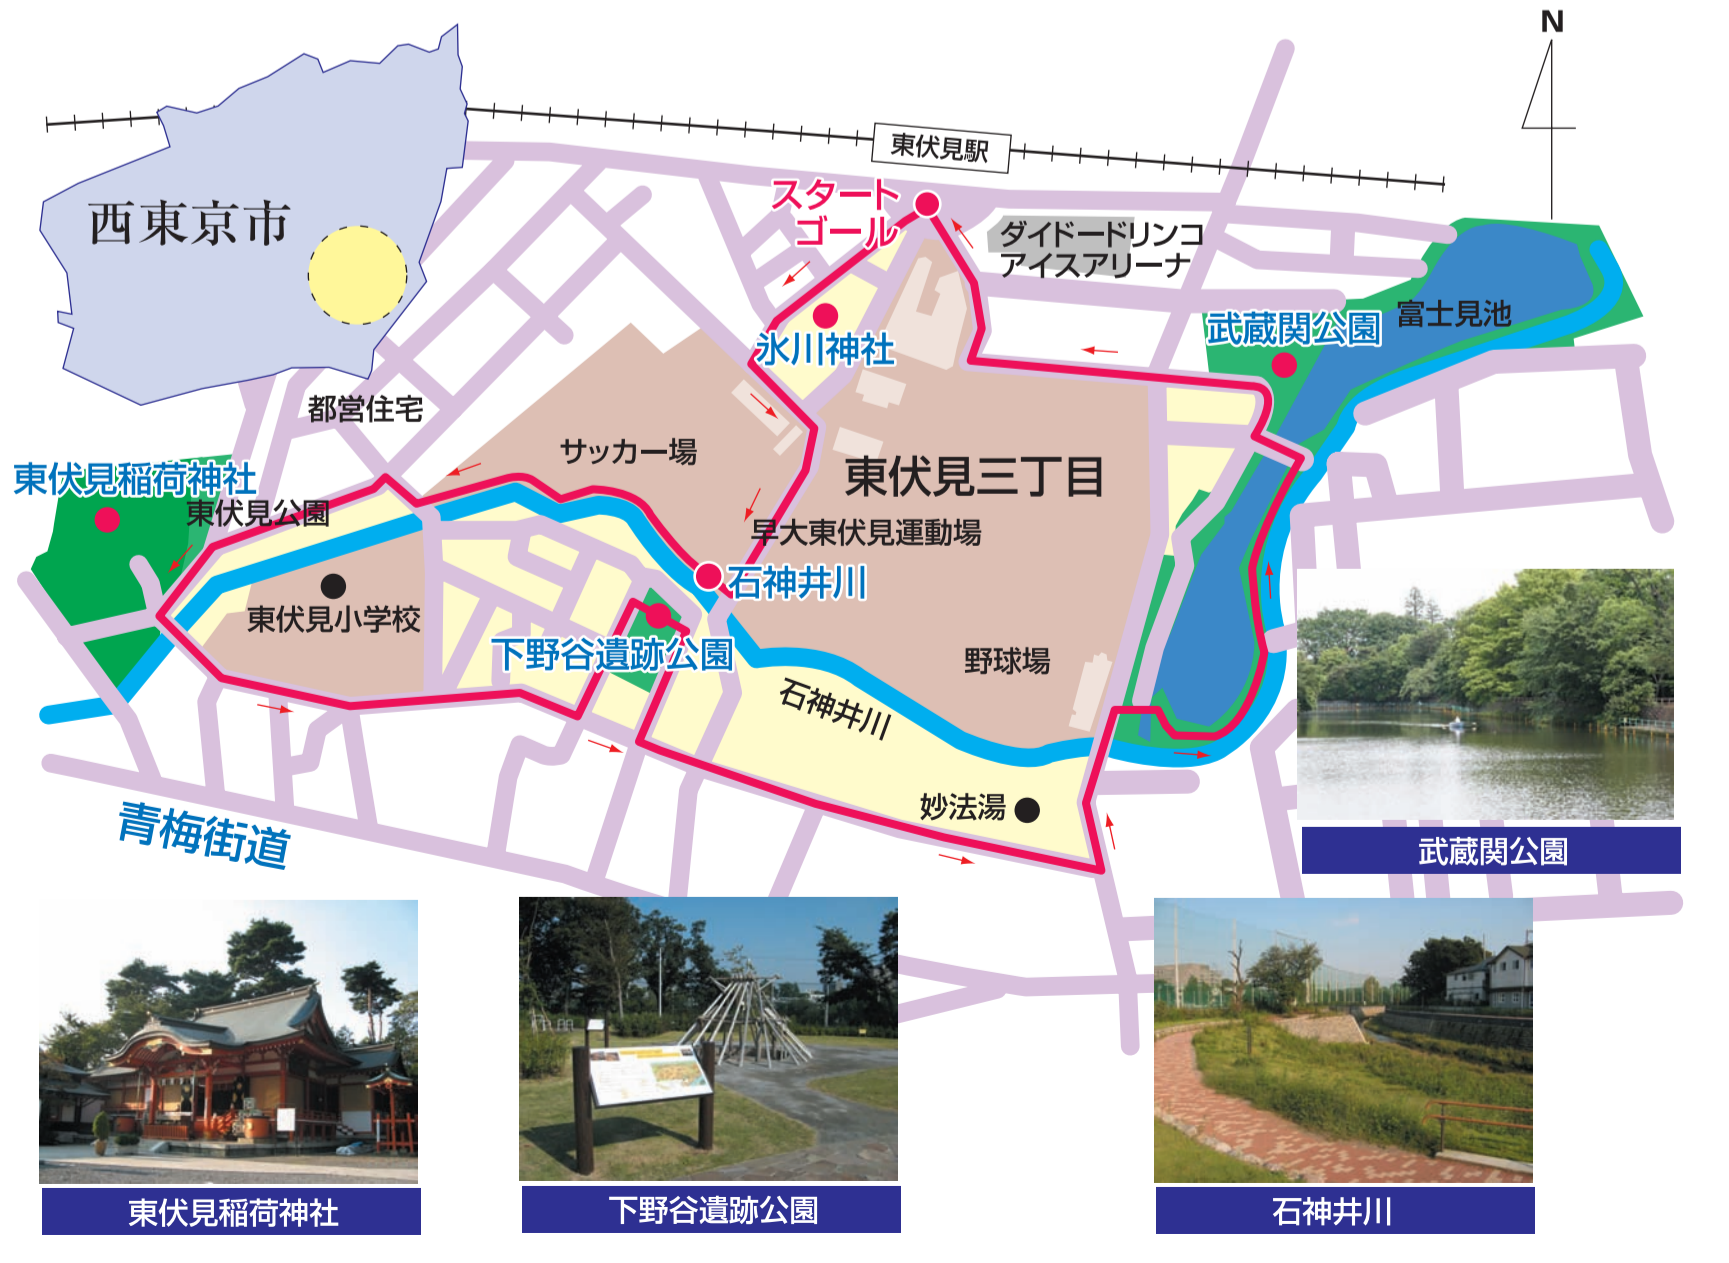 N
東伏見駅
西東京市
スタート
ゴール
ダイドードリンコ
アイスアリーナ
富士見池
武蔵関公園
氷川神社
都営住宅
サッカー場
東伏見三丁目
東伏見稲荷神社
東伏見公園
早大東伏見運動場
石神井川
東伏見小学校
下野谷遺跡公園
野球場
石神井川
妙法湯
青梅街道
武蔵関公園
東伏見稲荷神社
下野谷遺跡公園
石神井川